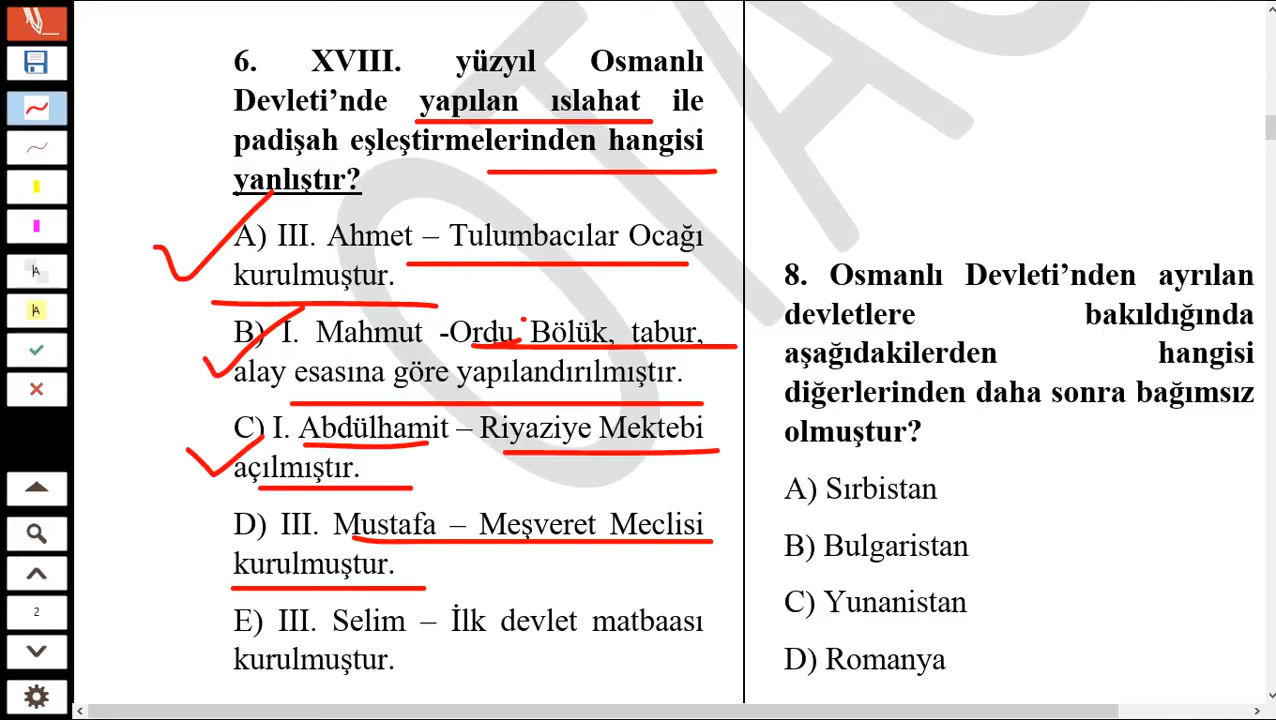 6. XVIII. yüzyıl Osmanlı
Devleti’nde yapılan ıslahat ile
padişah eşleştirmelerinden hangisi
yanlıştır?
A) III. Ahmet – Tulumbacılar Ocağı
kurulmuştur.
B) I. Mahmut -Ordu Bölük, tabur,
alay esasına göre yapılandırılmıştır.
C) I. Abdülhamit – Riyaziye Mektebi
açılmıştır.
D) III. Mustafa – Meşveret Meclisi
kurulmuştur.
E) III. Selim – İlk devlet matbaası
kurulmuştur.
8. Osmanlı Devleti’nden ayrılan
devletlere bakıldığında
aşağıdakilerden hangisi
diğerlerinden daha sonra bağımsız
olmuştur?
A) Sırbistan
B) Bulgaristan
C) Yunanistan
D) Romanya
2